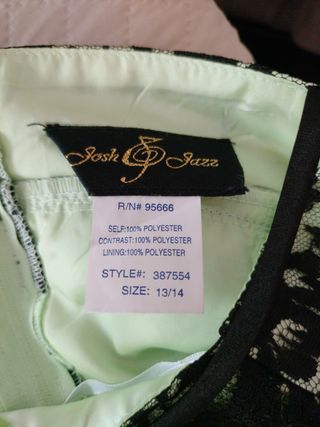 Josh & Jazz
R/N# 95666
SELF:100% POLYESTER
CONTRAST:100% POLYESTER
LINING:100% POLYESTER
STYLE#: 387554
SIZE: 13/14